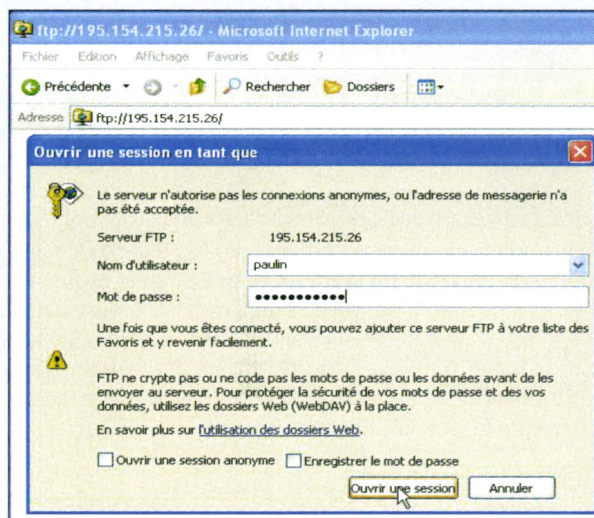 ftp://195.154.215.26/ - Microsoft Internet Explorer
Fichier Edition Affichage Favoris Outils ?
Précédente Rechercher Dossiers
Adresse ftp://195.154.215.26/
Ouvrir une session en tant que
Le serveur n'autorise pas les connexions anonymes, ou l'adresse de messagerie n'a
pas été acceptée.
Serveur FTP : 195.154.215.26
Nom d'utilisateur : paulin
Mot de passe : •••••••••••
Une fois que vous êtes connecté, vous pouvez ajouter ce serveur FTP à votre liste des
Favoris et y revenir facilement.
FTP ne crypte pas ou ne code pas les mots de passe ou les données avant de les
envoyer au serveur. Pour protéger la sécurité de vos mots de passe et des vos
données, utilisez les dossiers Web (WebDAV) à la place.
En savoir plus sur l'utilisation des dossiers Web.
Ouvrir une session anonyme Enregistrer le mot de passe
Ouvrir une session Annuler